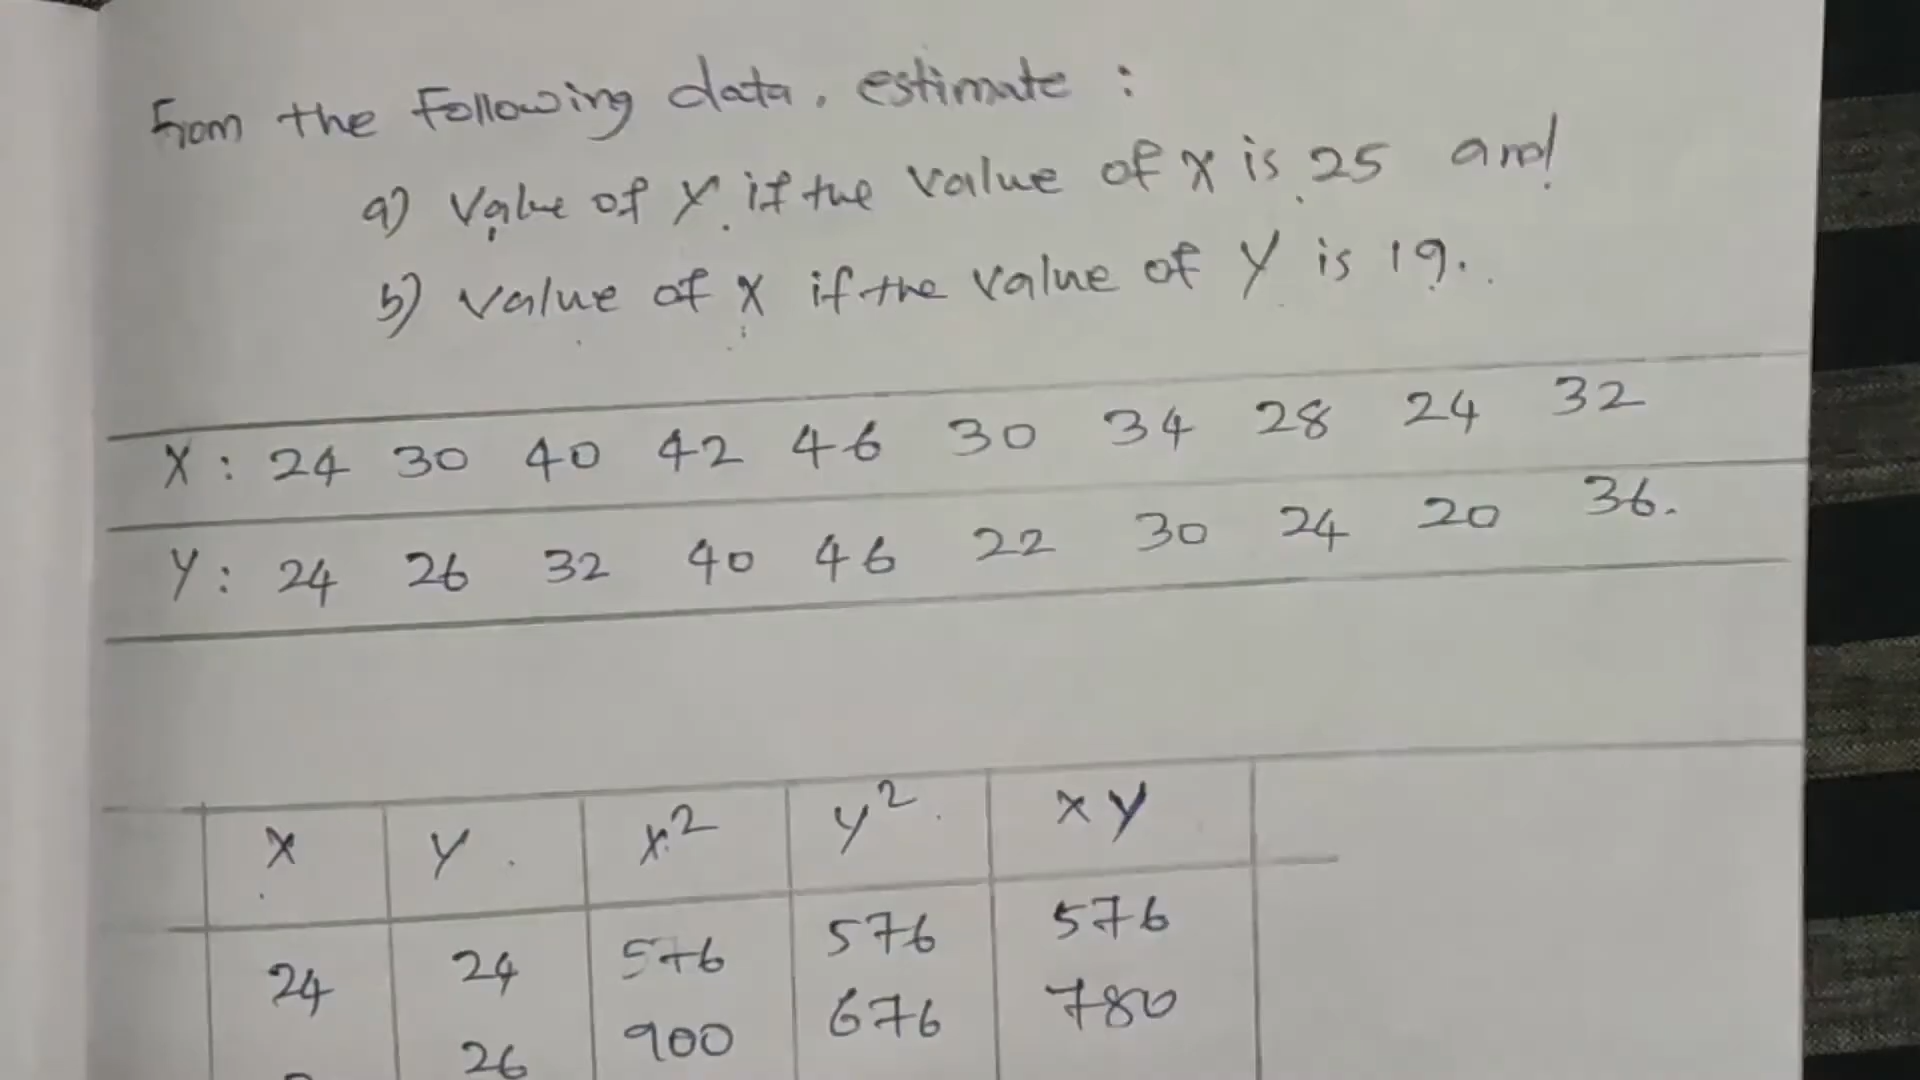 From the following data, estimate :
a) Value of Y if the value of X is 25 and
b) value of X if the value of Y is 19.
X : 24 30 40 42 46 30 34 28 24 32
Y : 24 26 32 40 46 22 30 24 20 36.
X Y x² y² xy
24 24 576 576 576
26 900 676 780